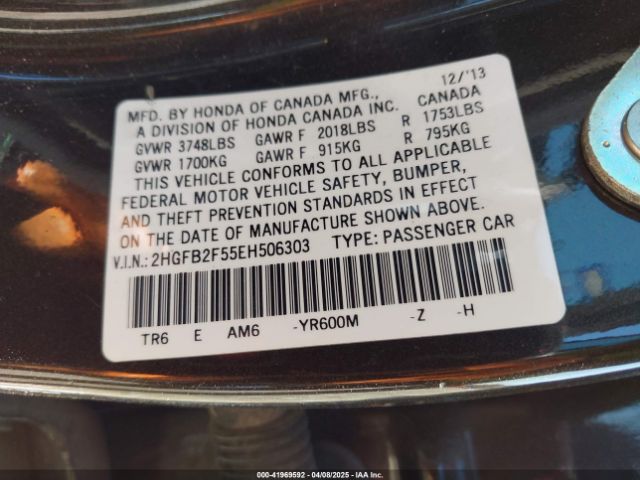 12/'13
MFD. BY HONDA OF CANADA MFG.,
A DIVISION OF HONDA CANADA INC. CANADA
GVWR 3748LBS GAWR F 2018LBS R 1753LBS
GVWR 1700KG GAWR F 915KG R 795KG
THIS VEHICLE CONFORMS TO ALL APPLICABLE
FEDERAL MOTOR VEHICLE SAFETY, BUMPER,
AND THEFT PREVENTION STANDARDS IN EFFECT
ON THE DATE OF MANUFACTURE SHOWN ABOVE.
V.I.N.: 2HGFB2F55EH506303 TYPE: PASSENGER CAR
TR6 E AM6 -YR600M -Z -H
000-41969592 - 04/08/2025 - IAA Inc.